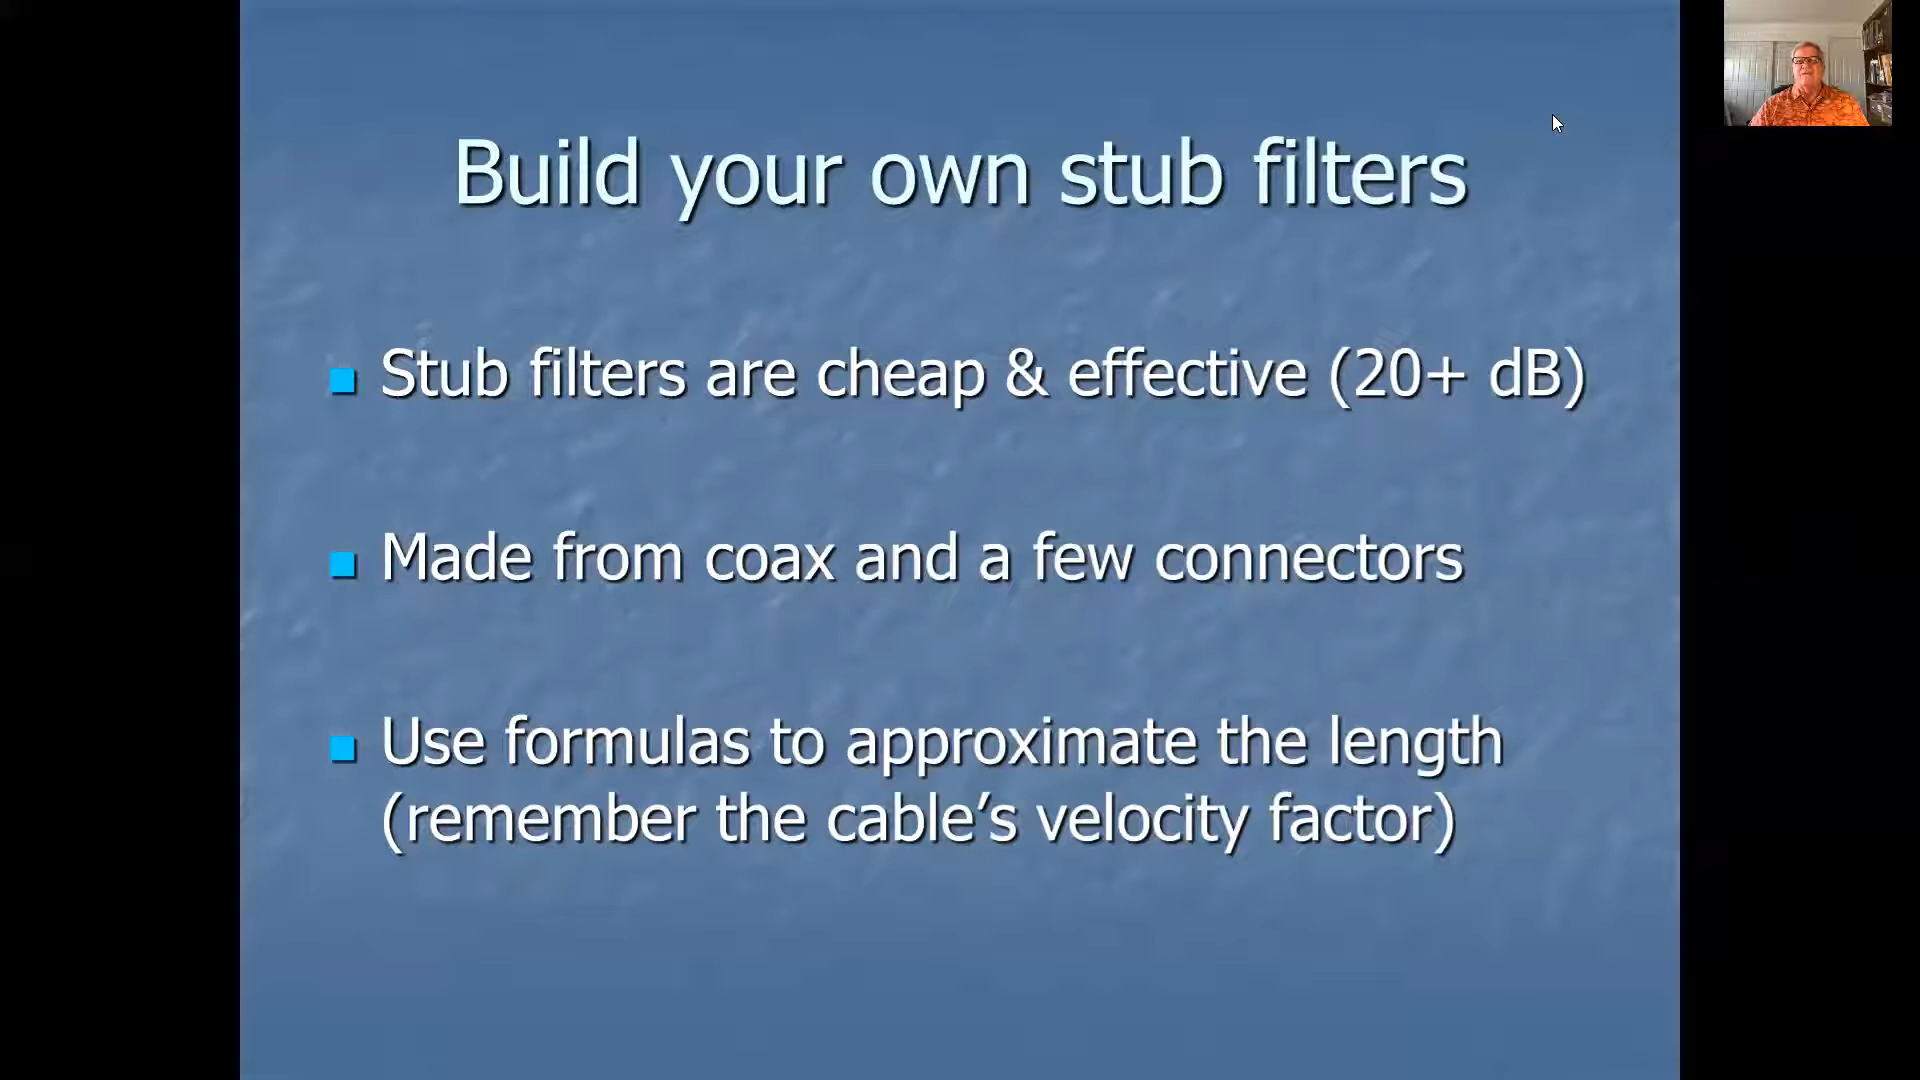 Build your own stub filters
Stub filters are cheap & effective (20+ dB)
Made from coax and a few connectors
Use formulas to approximate the length
(remember the cable’s velocity factor)